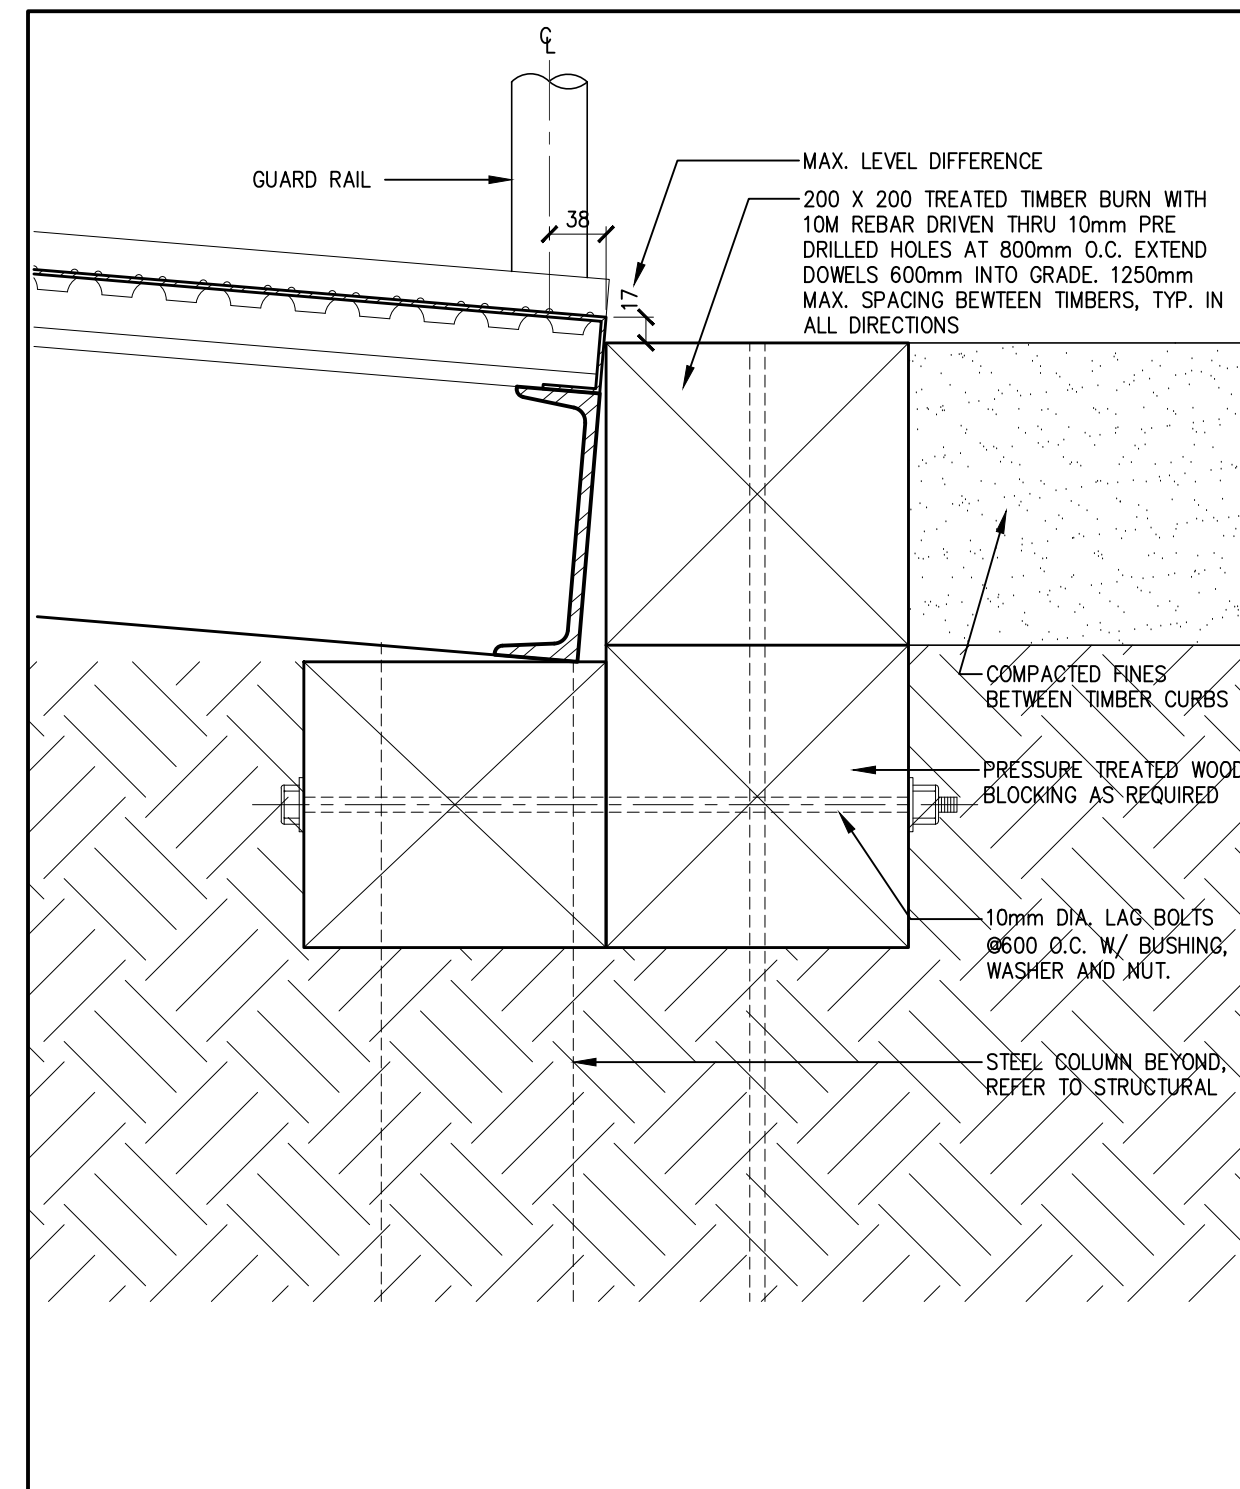 ℄
GUARD RAIL
38
17
MAX. LEVEL DIFFERENCE
200 X 200 TREATED TIMBER BURN WITH
10M REBAR DRIVEN THRU 10mm PRE
DRILLED HOLES AT 800mm O.C. EXTEND
DOWELS 600mm INTO GRADE. 1250mm
MAX. SPACING BEWTEEN TIMBERS, TYP. IN
ALL DIRECTIONS
COMPACTED FINES
BETWEEN TIMBER CURBS
PRESSURE TREATED WOOD
BLOCKING AS REQUIRED
10mm DIA. LAG BOLTS
@600 O.C. W/ BUSHING,
WASHER AND NUT.
STEEL COLUMN BEYOND,
REFER TO STRUCTURAL